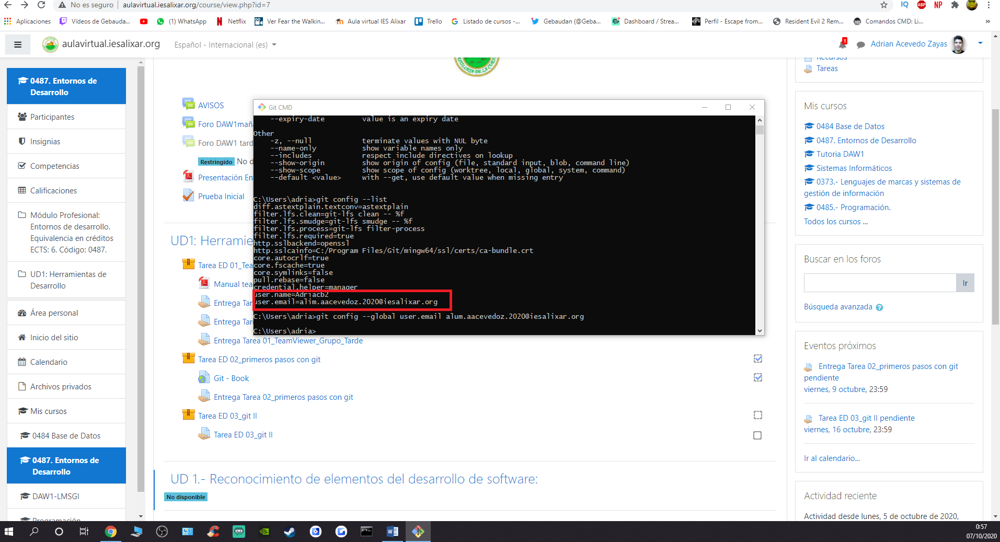 No es seguro | aulavirtual.iesalixar.org/course/view.php?id=7
IQ ABP NP
Aplicaciones Vídeos de Gebauda... (1) WhatsApp Netflix Ver Fear the Walkin... Aula virtual IES Alixar Trello Listado de cursos -... Gebaudan (@Geba... Dashboard / Strea... Perfil - Escape from... Resident Evil 2 Rem... Comandos CMD: Li... »
aulavirtual.iesalixar.org Español - Internacional (es) 1 Adrian Acevedo Zayas
0487. Entornos de
Desarrollo
Participantes
Insignias
Competencias
Calificaciones
Módulo Profesional:
Entornos de desarrollo.
Equivalencia en créditos
ECTS: 6. Código: 0487.
UD1: Herramientas de
Desarrollo
Área personal
Inicio del sitio
Calendario
Archivos privados
Mis cursos
0484 Base de Datos
0487. Entornos de
Desarrollo
DAW1-LMSGI
Programación
AVISOS
Foro DAW1mañ
Foro DAW1 tard
Restringido No d
Presentación En
Prueba Inicial
UD1: Herramie
Tarea ED 01_Tea
Manual tea
Entrega Tar
Entrega Tar
Entrega Tarea 01_TeamViewer_Grupo_Tarde
Tarea ED 02_primeros pasos con git
Git - Book
Entrega Tarea 02_primeros pasos con git
Tarea ED 03_git II
Tarea ED 03_git II
UD 1.- Reconocimiento de elementos del desarrollo de software:
No disponible
Git CMD
--expiry-date value is an expiry date
Other
-z, --null terminate values with NUL byte
--name-only show variable names only
--includes respect include directives on lookup
--show-origin show origin of config (file, standard input, blob, command line)
--show-scope show scope of config (worktree, local, global, system, command)
--default <value> with --get, use default value when missing entry
C:\Users\adria>git config --list
diff.astextplain.textconv=astextplain
filter.lfs.clean=git-lfs clean -- %f
filter.lfs.smudge=git-lfs smudge -- %f
filter.lfs.process=git-lfs filter-process
filter.lfs.required=true
http.sslbackend=openssl
http.sslcainfo=C:/Program Files/Git/mingw64/ssl/certs/ca-bundle.crt
core.autocrlf=true
core.fscache=true
core.symlinks=false
pull.rebase=false
credential.helper=manager
user.name=Adriacb2
user.email=alim.aacevedoz.2020@iesalixar.org
C:\Users\adria>git config --global user.email alum.aacevedoz.2020@iesalixar.org
C:\Users\adria>
Recursos
Tareas
Mis cursos
0484 Base de Datos
0487. Entornos de Desarrollo
Tutoria DAW1
Sistemas Informáticos
0373.- Lenguajes de marcas y sistemas de
gestión de información
0485.- Programación.
Todos los cursos ...
Buscar en los foros
Ir
Búsqueda avanzada ?
Eventos próximos
Entrega Tarea 02_primeros pasos con git
pendiente
viernes, 9 octubre, 23:59
Tarea ED 03_git II pendiente
viernes, 16 octubre, 23:59
Ir al calendario...
Actividad reciente
Actividad desde lunes, 5 de octubre de 2020,
0:57
07/10/2020